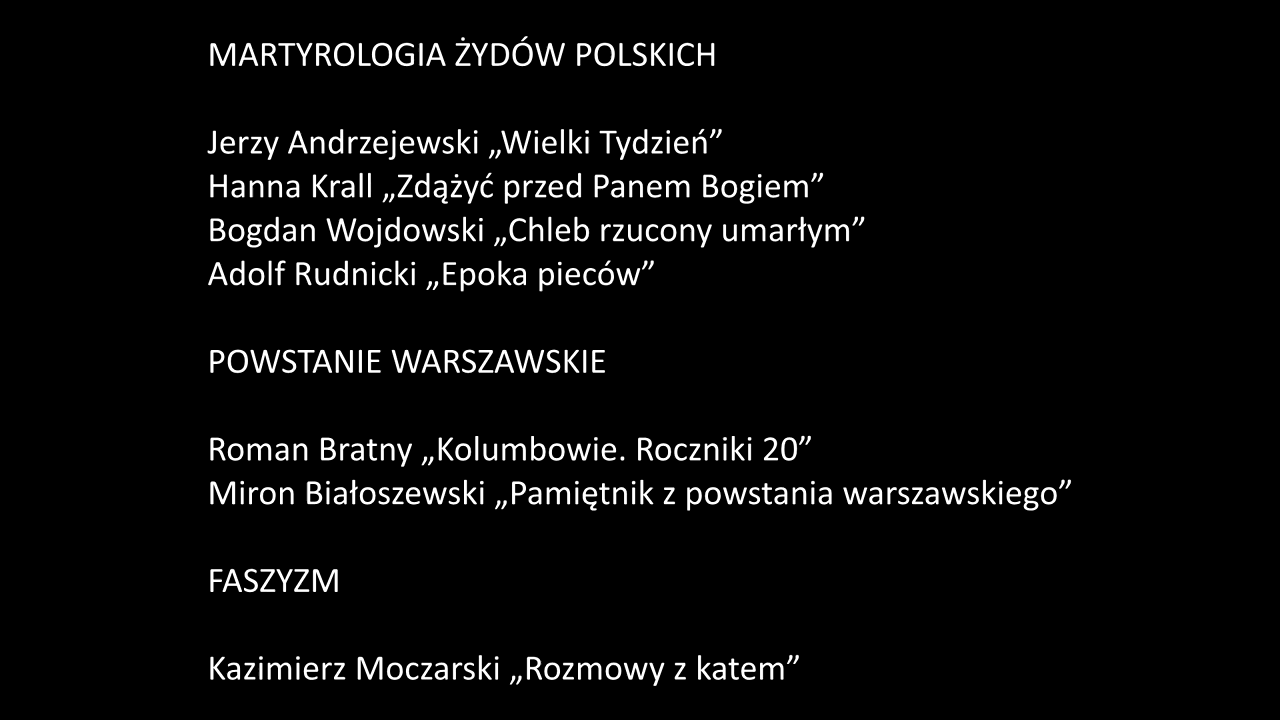 MARTYROLOGIA ŻYDÓW POLSKICH
Jerzy Andrzejewski „Wielki Tydzień”
Hanna Krall „Zdążyć przed Panem Bogiem”
Bogdan Wojdowski „Chleb rzucony umarłym”
Adolf Rudnicki „Epoka pieców”
POWSTANIE WARSZAWSKIE
Roman Bratny „Kolumbowie. Roczniki 20”
Miron Białoszewski „Pamiętnik z powstania warszawskiego”
FASZYZM
Kazimierz Moczarski „Rozmowy z katem”